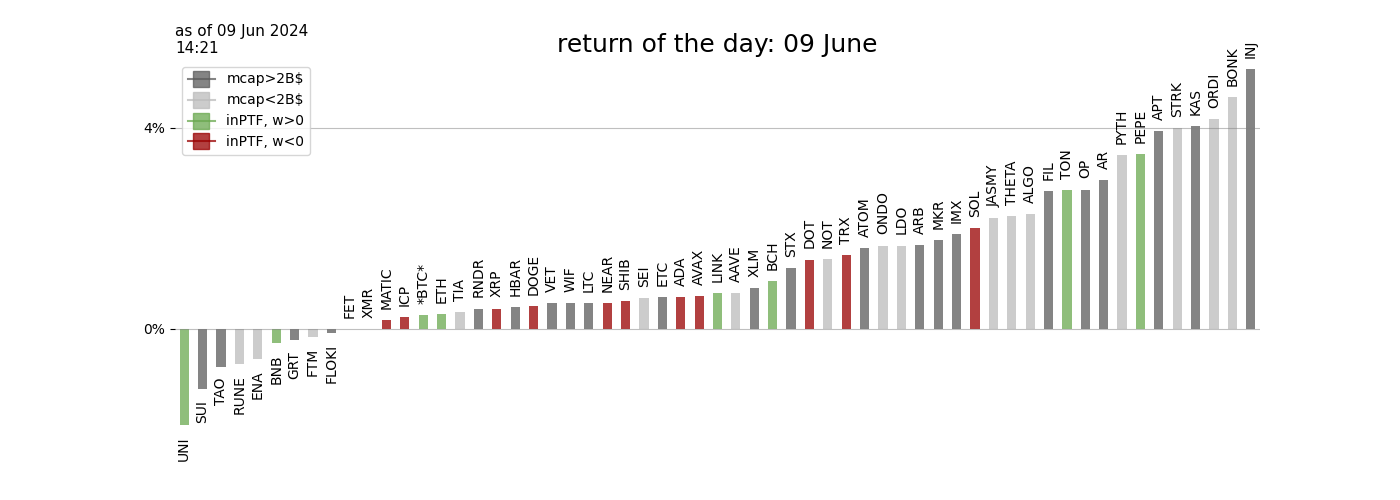 as of 09 Jun 2024
14:21
return of the day: 09 June
mcap>2B$
mcap<2B$
inPTF, w>0
inPTF, w<0
4%
0%
UNI
SUI
TAO
RUNE
ENA
BNB
GRT
FTM
FLOKI
FET
XMR
MATIC
ICP
*BTC*
ETH
TIA
RNDR
XRP
HBAR
DOGE
VET
WIF
LTC
NEAR
SHIB
SEI
ETC
ADA
AVAX
LINK
AAVE
XLM
BCH
STX
DOT
NOT
TRX
ATOM
ONDO
LDO
ARB
MKR
IMX
SOL
JASMY
THETA
ALGO
FIL
TON
OP
AR
PYTH
PEPE
APT
STRK
KAS
ORDI
BONK
INJ